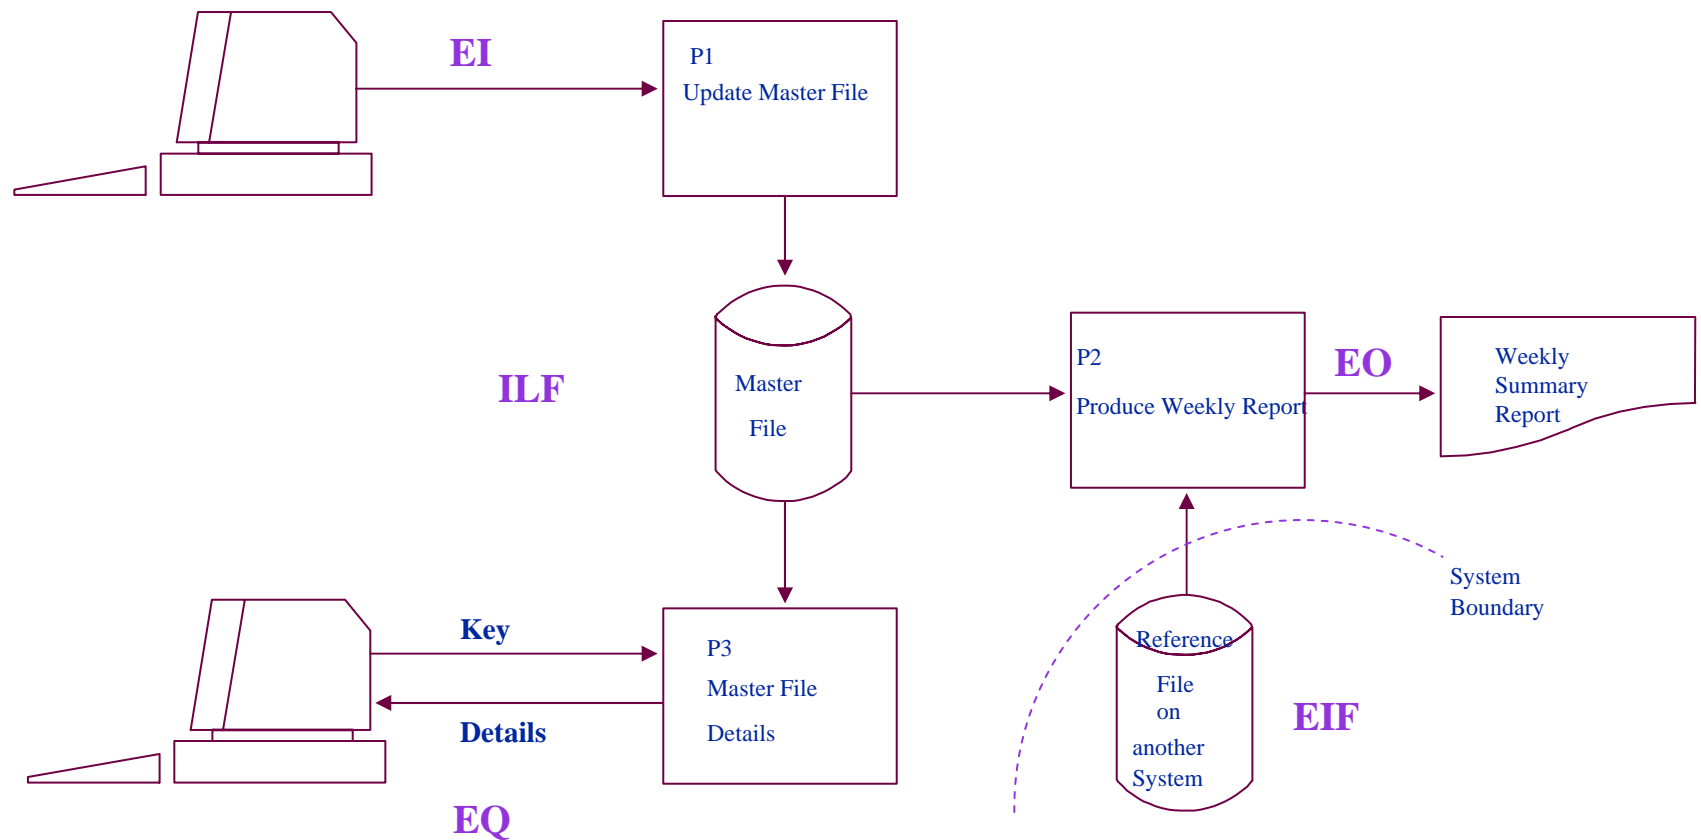 EI
P1
Update Master File
ILF
Master
File
P2
Produce Weekly Report
EO
Weekly
Summary
Report
System
Boundary
Key
Details
EQ
P3
Master File
Details
Reference
File
on
another
System
EIF